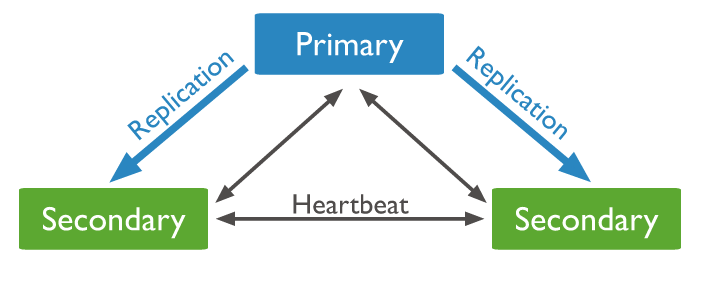 Primary
Replication
Replication
Heartbeat
Secondary
Secondary